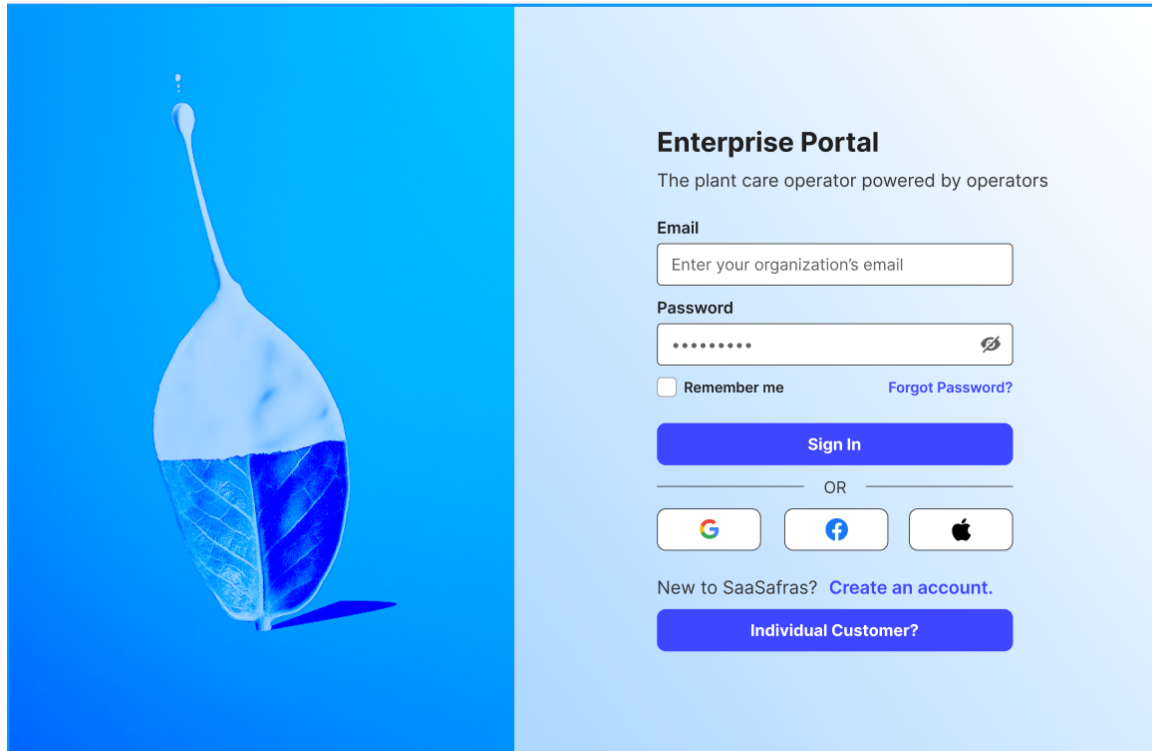 Enterprise Portal
The plant care operator powered by operators
Email
Enter your organization’s email
Password
•••••••••
Remember me
Forgot Password?
Sign In
OR
New to SaaSafras? Create an account.
Individual Customer?